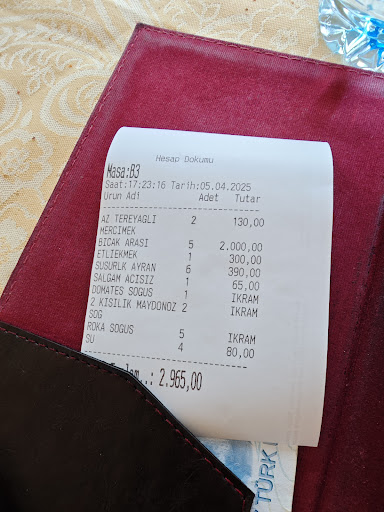 Hesap Dokumu
Masa:B3
Saat:17:23:16 Tarih:05.04.2025
Urun Adi Adet Tutar
AZ TEREYAGLI 2 130,00
MERCIMEK
BICAK ARASI 5 2.000,00
ETLIEKMEK 1 300,00
SUSURLK AYRAN 6 390,00
SALGAM ACISIZ 1 65,00
DOMATES SOGUS 1 IKRAM
2 KISILIK MAYDONOZ 2 IKRAM
SOG
ROKA SOGUS 5 IKRAM
SU 4 80,00
2.965,00
TÜRK